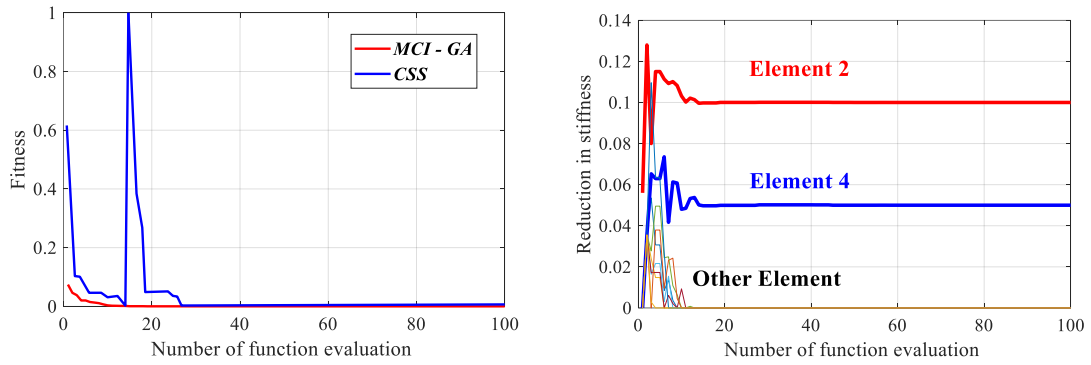 1
0.8
0.6
0.4
0.2
0
Fitness
MCI - GA
CSS
0 20 40 60 80 100
Number of function evaluation
0.14
0.12
0.1
0.08
0.06
0.04
0.02
0
Reduction in stiffness
Element 2
Element 4
Other Element
0 20 40 60 80 100
Number of function evaluation